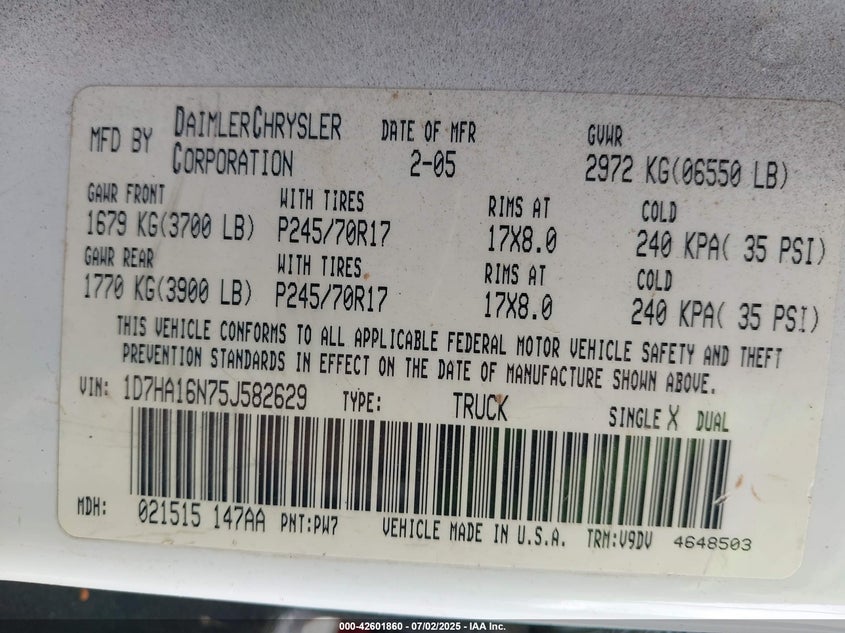 MFD BY DAIMLERCHRYSLER CORPORATION DATE OF MFR 2-05 GVWR 2972 KG(06550 LB)
GAWR FRONT WITH TIRES RIMS AT COLD
1679 KG(3700 LB) P245/70R17 17X8.0 240 KPA( 35 PSI)
GAWR REAR WITH TIRES RIMS AT COLD
1770 KG(3900 LB) P245/70R17 17X8.0 240 KPA( 35 PSI)
THIS VEHICLE CONFORMS TO ALL APPLICABLE FEDERAL MOTOR VEHICLE SAFETY AND THEFT
PREVENTION STANDARDS IN EFFECT ON THE DATE OF MANUFACTURE SHOWN ABOVE.
VIN: 1D7HA16N75J582629 TYPE: TRUCK SINGLE X DUAL
MDH: 021515 147AA PNT:PW7 VEHICLE MADE IN U.S.A. TRM:V9DV 4648503
000-42601860 - 07/02/2025 - IAA Inc.